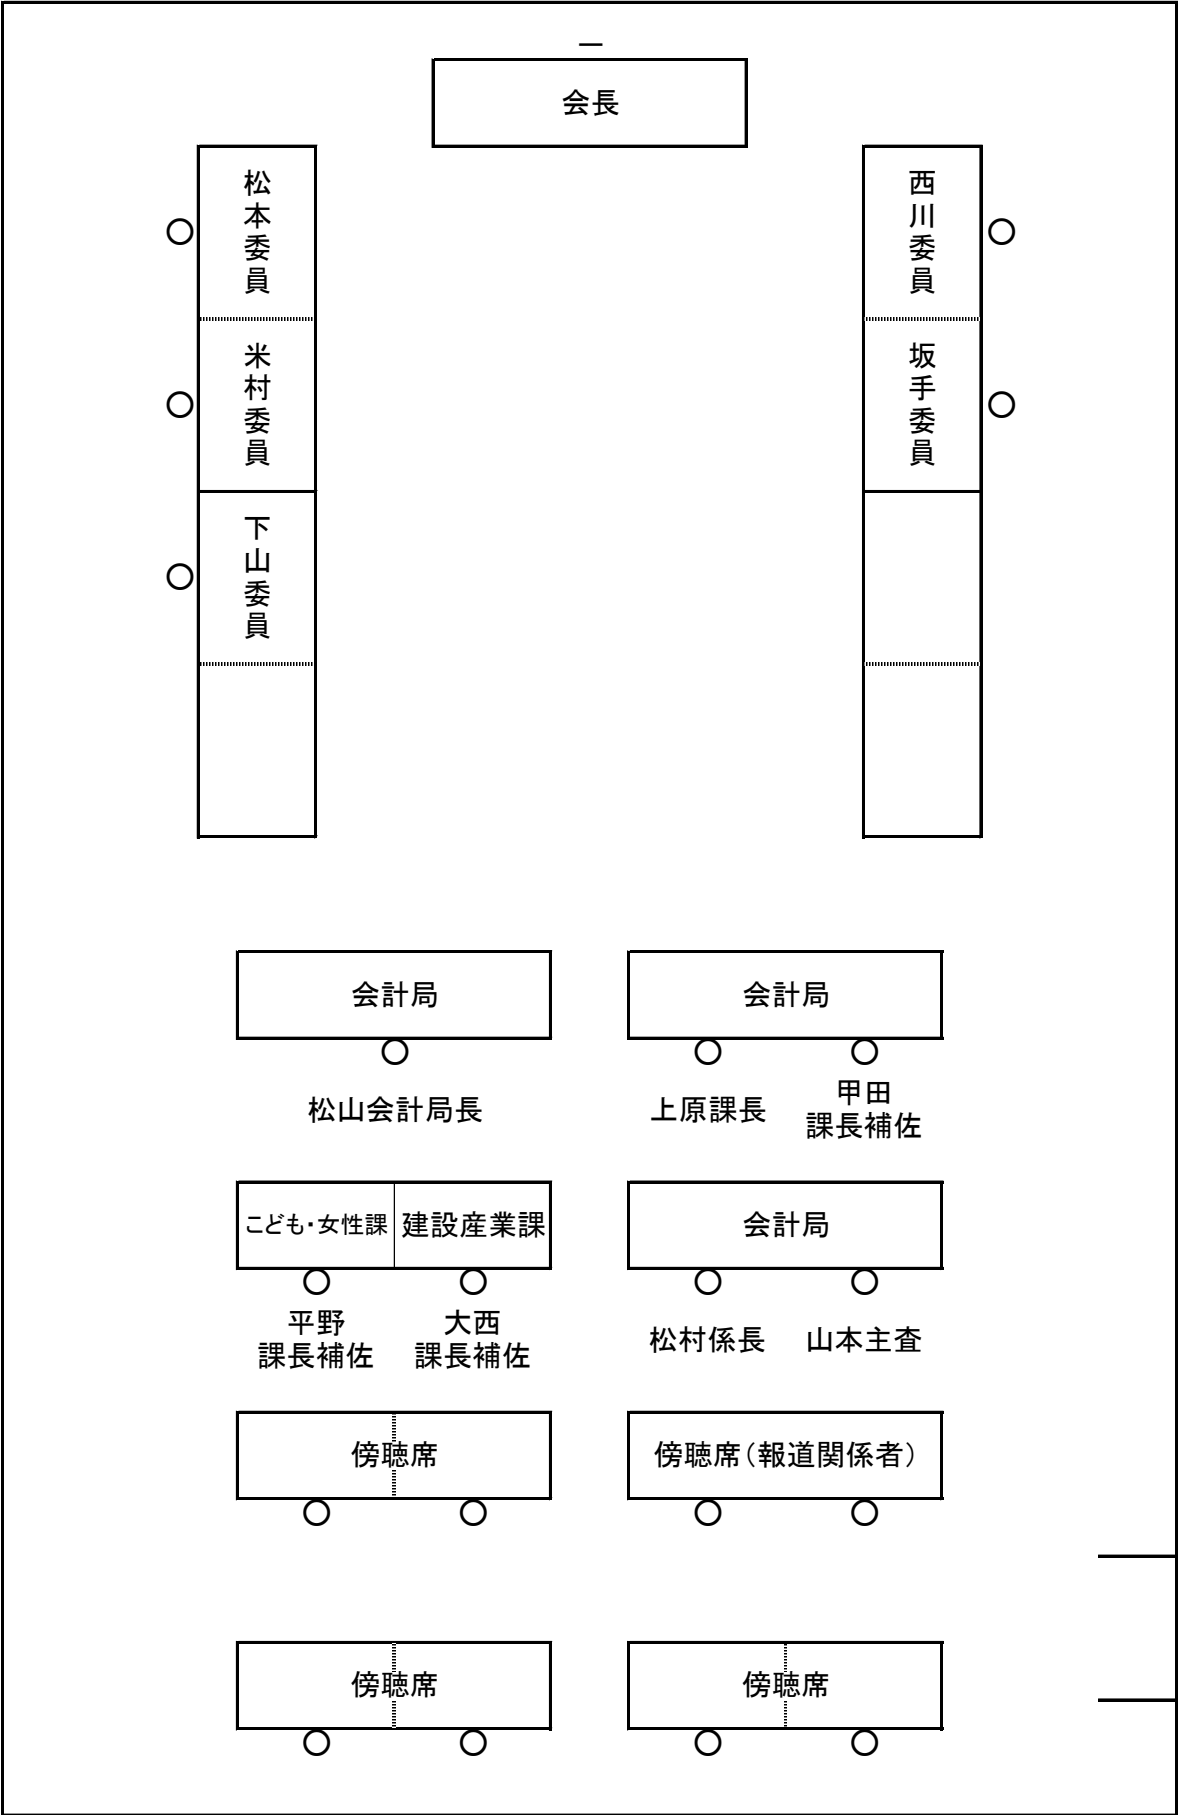 会長
松本委員
西川委員
米村委員
坂手委員
下山委員
会計局
会計局
松山会計局長
上原課長
甲田
課長補佐
こども・女性課
建設産業課
会計局
平野
課長補佐
大西
課長補佐
松村係長
山本主査
傍聴席
傍聴席（報道関係者）
傍聴席
傍聴席